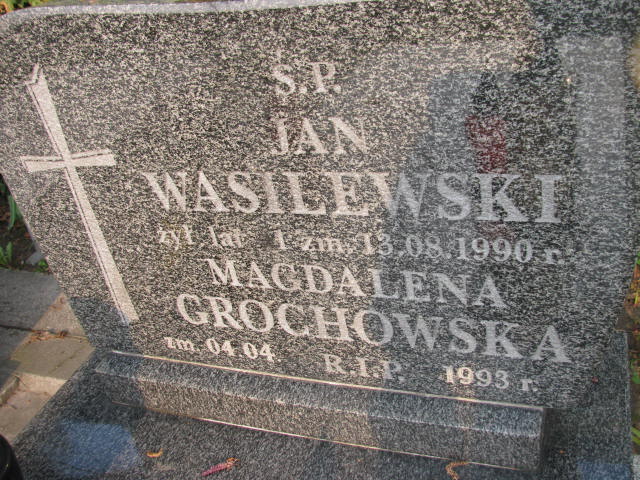 Ś.P.
JAN
WASILEWSKI
żył lat 1 zm. 13.08.1990 r.
MAGDALENA
GROCHOWSKA
zm. 04.04. R.I.P. 1993 r.